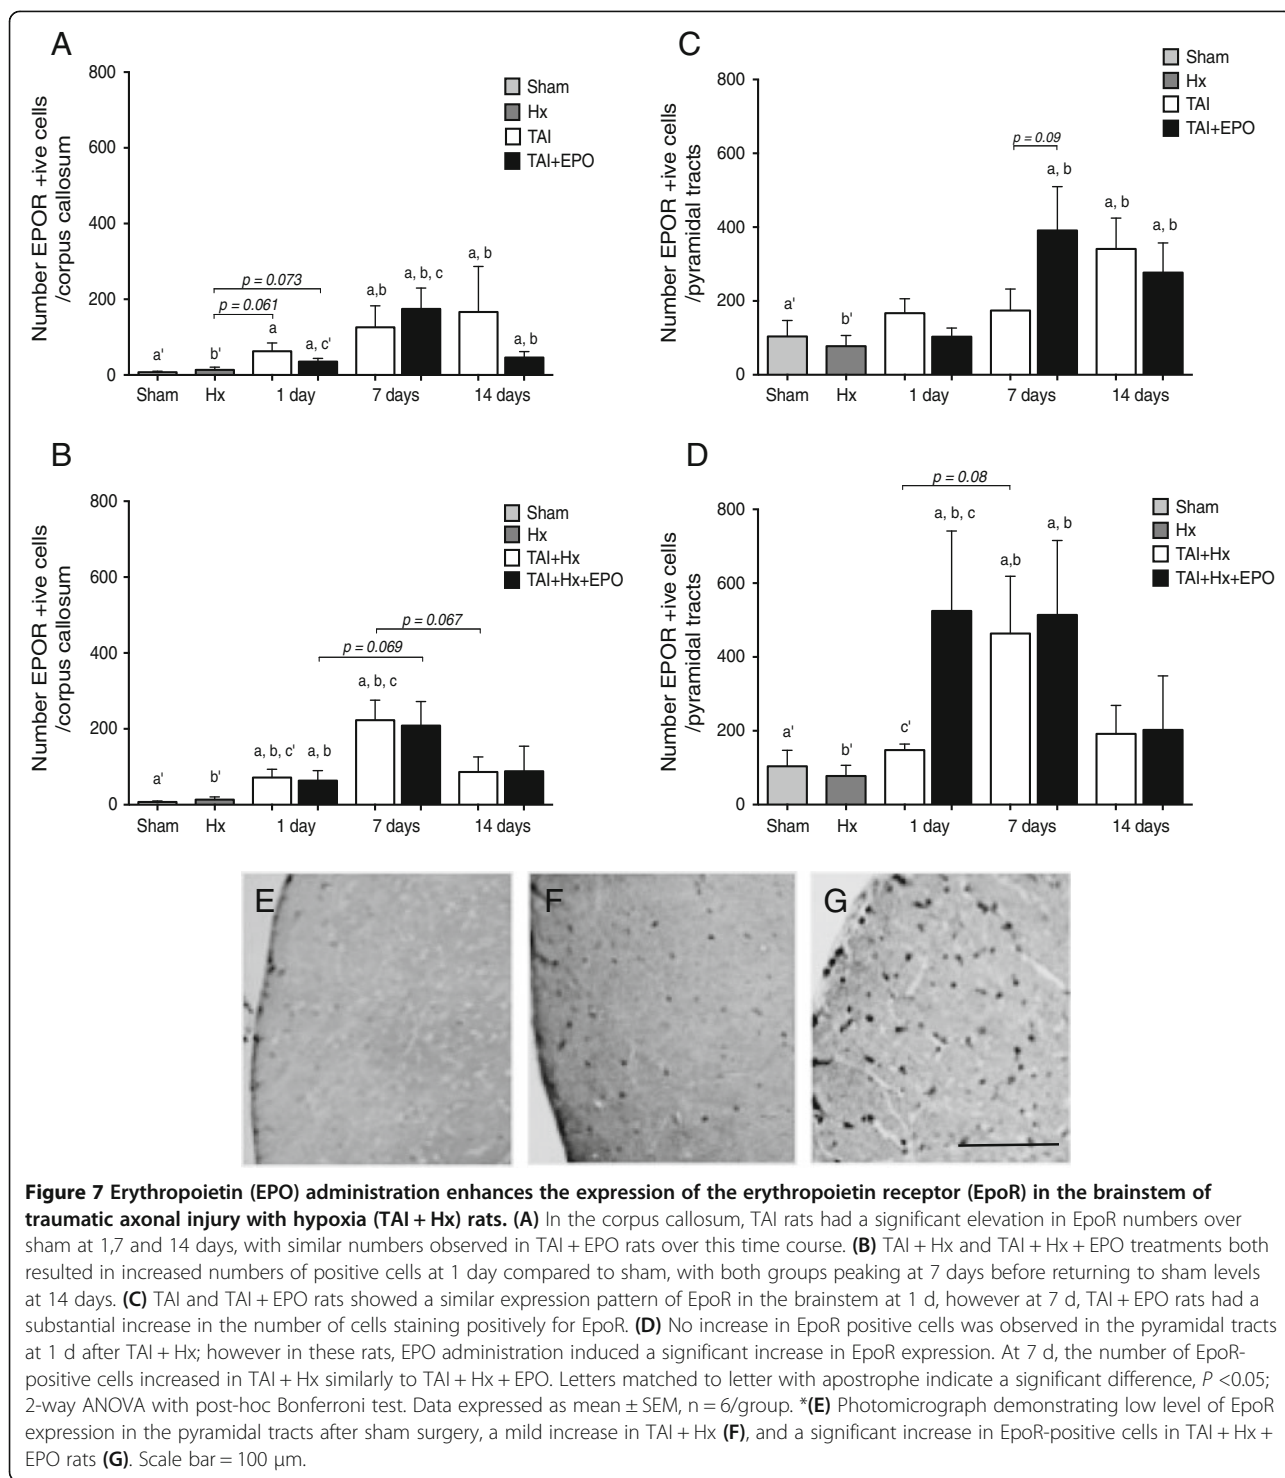 A
Number EPOR +ive cells
/corpus callosum
800
600
400
200
0
Sham
Hx
TAI
TAI+EPO
p = 0.073
p = 0.061
a'
b'
a
a, c'
a,b
a, b, c
a, b
a, b
Sham
Hx
1 day
7 days
14 days
C
Number EPOR +ive cells
/pyramidal tracts
800
600
400
200
0
Sham
Hx
TAI
TAI+EPO
p = 0.09
a'
b'
a, b
a, b
a, b
Sham
Hx
1 day
7 days
14 days
B
Number EPOR +ive cells
/corpus callosum
800
600
400
200
0
Sham
Hx
TAI+Hx
TAI+Hx+EPO
p = 0.067
p = 0.069
a'
b'
a, b, c'
a, b
a, b, c
Sham
Hx
1 day
7 days
14 days
D
Number EPOR +ive cells
/pyramidal tracts
800
600
400
200
0
Sham
Hx
TAI+Hx
TAI+Hx+EPO
p = 0.08
a'
b'
c'
a, b, c
a,b
a, b
Sham
Hx
1 day
7 days
14 days
E
F
G
Figure 7 Erythropoietin (EPO) administration enhances the expression of the erythropoietin receptor (EpoR) in the brainstem of
traumatic axonal injury with hypoxia (TAI + Hx) rats. (A) In the corpus callosum, TAI rats had a significant elevation in EpoR numbers over
sham at 1,7 and 14 days, with similar numbers observed in TAI + EPO rats over this time course. (B) TAI + Hx and TAI + Hx + EPO treatments both
resulted in increased numbers of positive cells at 1 day compared to sham, with both groups peaking at 7 days before returning to sham levels
at 14 days. (C) TAI and TAI + EPO rats showed a similar expression pattern of EpoR in the brainstem at 1 d, however at 7 d, TAI + EPO rats had a
substantial increase in the number of cells staining positively for EpoR. (D) No increase in EpoR positive cells was observed in the pyramidal tracts
at 1 d after TAI + Hx; however in these rats, EPO administration induced a significant increase in EpoR expression. At 7 d, the number of EpoR-
positive cells increased in TAI + Hx similarly to TAI + Hx + EPO. Letters matched to letter with apostrophe indicate a significant difference, P <0.05;
2-way ANOVA with post-hoc Bonferroni test. Data expressed as mean ± SEM, n = 6/group. *(E) Photomicrograph demonstrating low level of EpoR
expression in the pyramidal tracts after sham surgery, a mild increase in TAI + Hx (F), and a significant increase in EpoR-positive cells in TAI + Hx +
EPO rats (G). Scale bar = 100 μm.